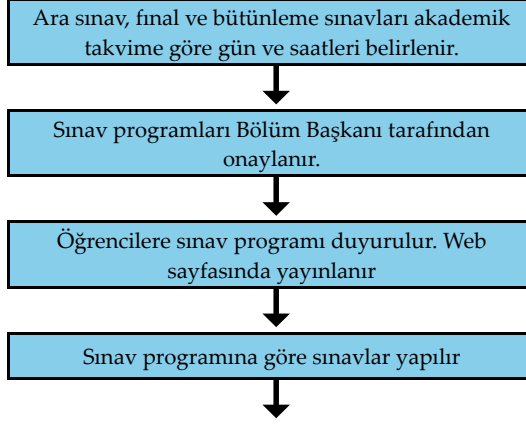 Ara sınav, fınal ve bütünleme sınavları akademik
takvime göre gün ve saatleri belirlenir.
Sınav programları Bölüm Başkanı tarafından
onaylanır.
Öğrencilere sınav programı duyurulur. Web
sayfasında yayınlanır
Sınav programına göre sınavlar yapılır